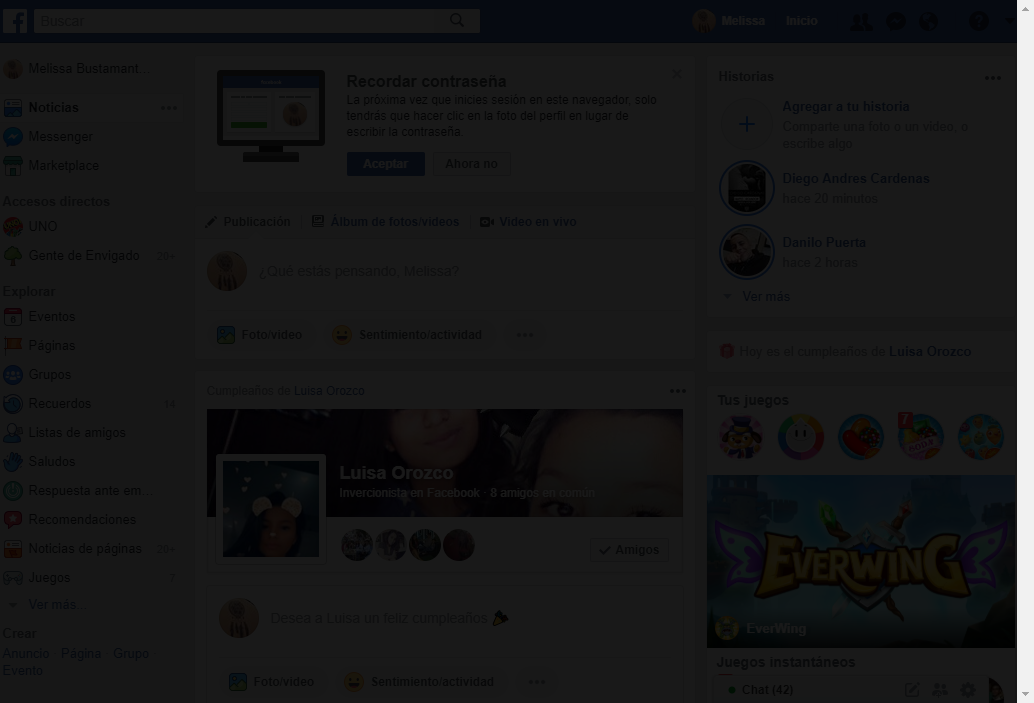 Buscar
Melissa
Inicio
Melissa Bustamant...
Noticias
Messenger
Marketplace
Accesos directos
UNO
Gente de Envigado 20+
Explorar
Eventos
Páginas
Grupos
Recuerdos 14
Listas de amigos
Saludos
Respuesta ante em...
Recomendaciones
Noticias de páginas 20+
Juegos 7
Ver más...
Crear
Anuncio Página Grupo
Evento
Recordar contraseña
La próxima vez que inicies sesión en este navegador, solo
tendrás que hacer clic en la foto del perfil en lugar de
escribir la contraseña.
Aceptar
Ahora no
Publicación
Álbum de fotos/videos
Video en vivo
¿Qué estás pensando, Melissa?
Foto/video
Sentimiento/actividad
Cumpleaños de Luisa Orozco
Luisa Orozco
Invercionista en Facebook · 8 amigos en común
Amigos
Desea a Luisa un feliz cumpleaños
Foto/video
Sentimiento/actividad
Historias
Agregar a tu historia
Comparte una foto o un video, o
escribe algo
Diego Andres Cardenas
hace 20 minutos
Danilo Puerta
hace 2 horas
Ver más
Hoy es el cumpleaños de Luisa Orozco
Tus juegos
7
EVERWING
EverWing
Juegos instantáneos
Chat (42)